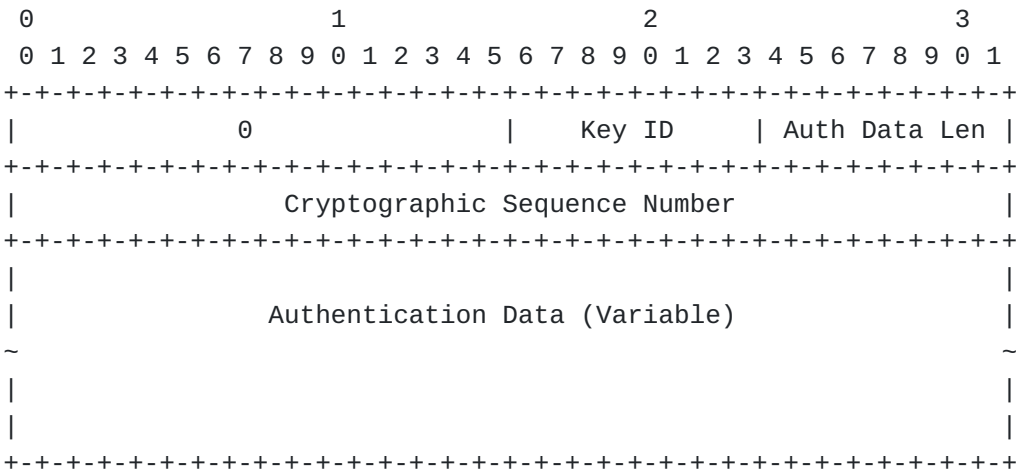 0                   1                   2                   3
 0 1 2 3 4 5 6 7 8 9 0 1 2 3 4 5 6 7 8 9 0 1 2 3 4 5 6 7 8 9 0 1
+-+-+-+-+-+-+-+-+-+-+-+-+-+-+-+-+-+-+-+-+-+-+-+-+-+-+-+-+-+-+-+-+
|              0                |    Key ID     | Auth Data Len |
+-+-+-+-+-+-+-+-+-+-+-+-+-+-+-+-+-+-+-+-+-+-+-+-+-+-+-+-+-+-+-+-+
|                 Cryptographic Sequence Number                 |
+-+-+-+-+-+-+-+-+-+-+-+-+-+-+-+-+-+-+-+-+-+-+-+-+-+-+-+-+-+-+-+-+
|                                                               |
|                Authentication Data (Variable)                 |
~                                                               ~
|                                                               |
|                                                               |
+-+-+-+-+-+-+-+-+-+-+-+-+-+-+-+-+-+-+-+-+-+-+-+-+-+-+-+-+-+-+-+-+